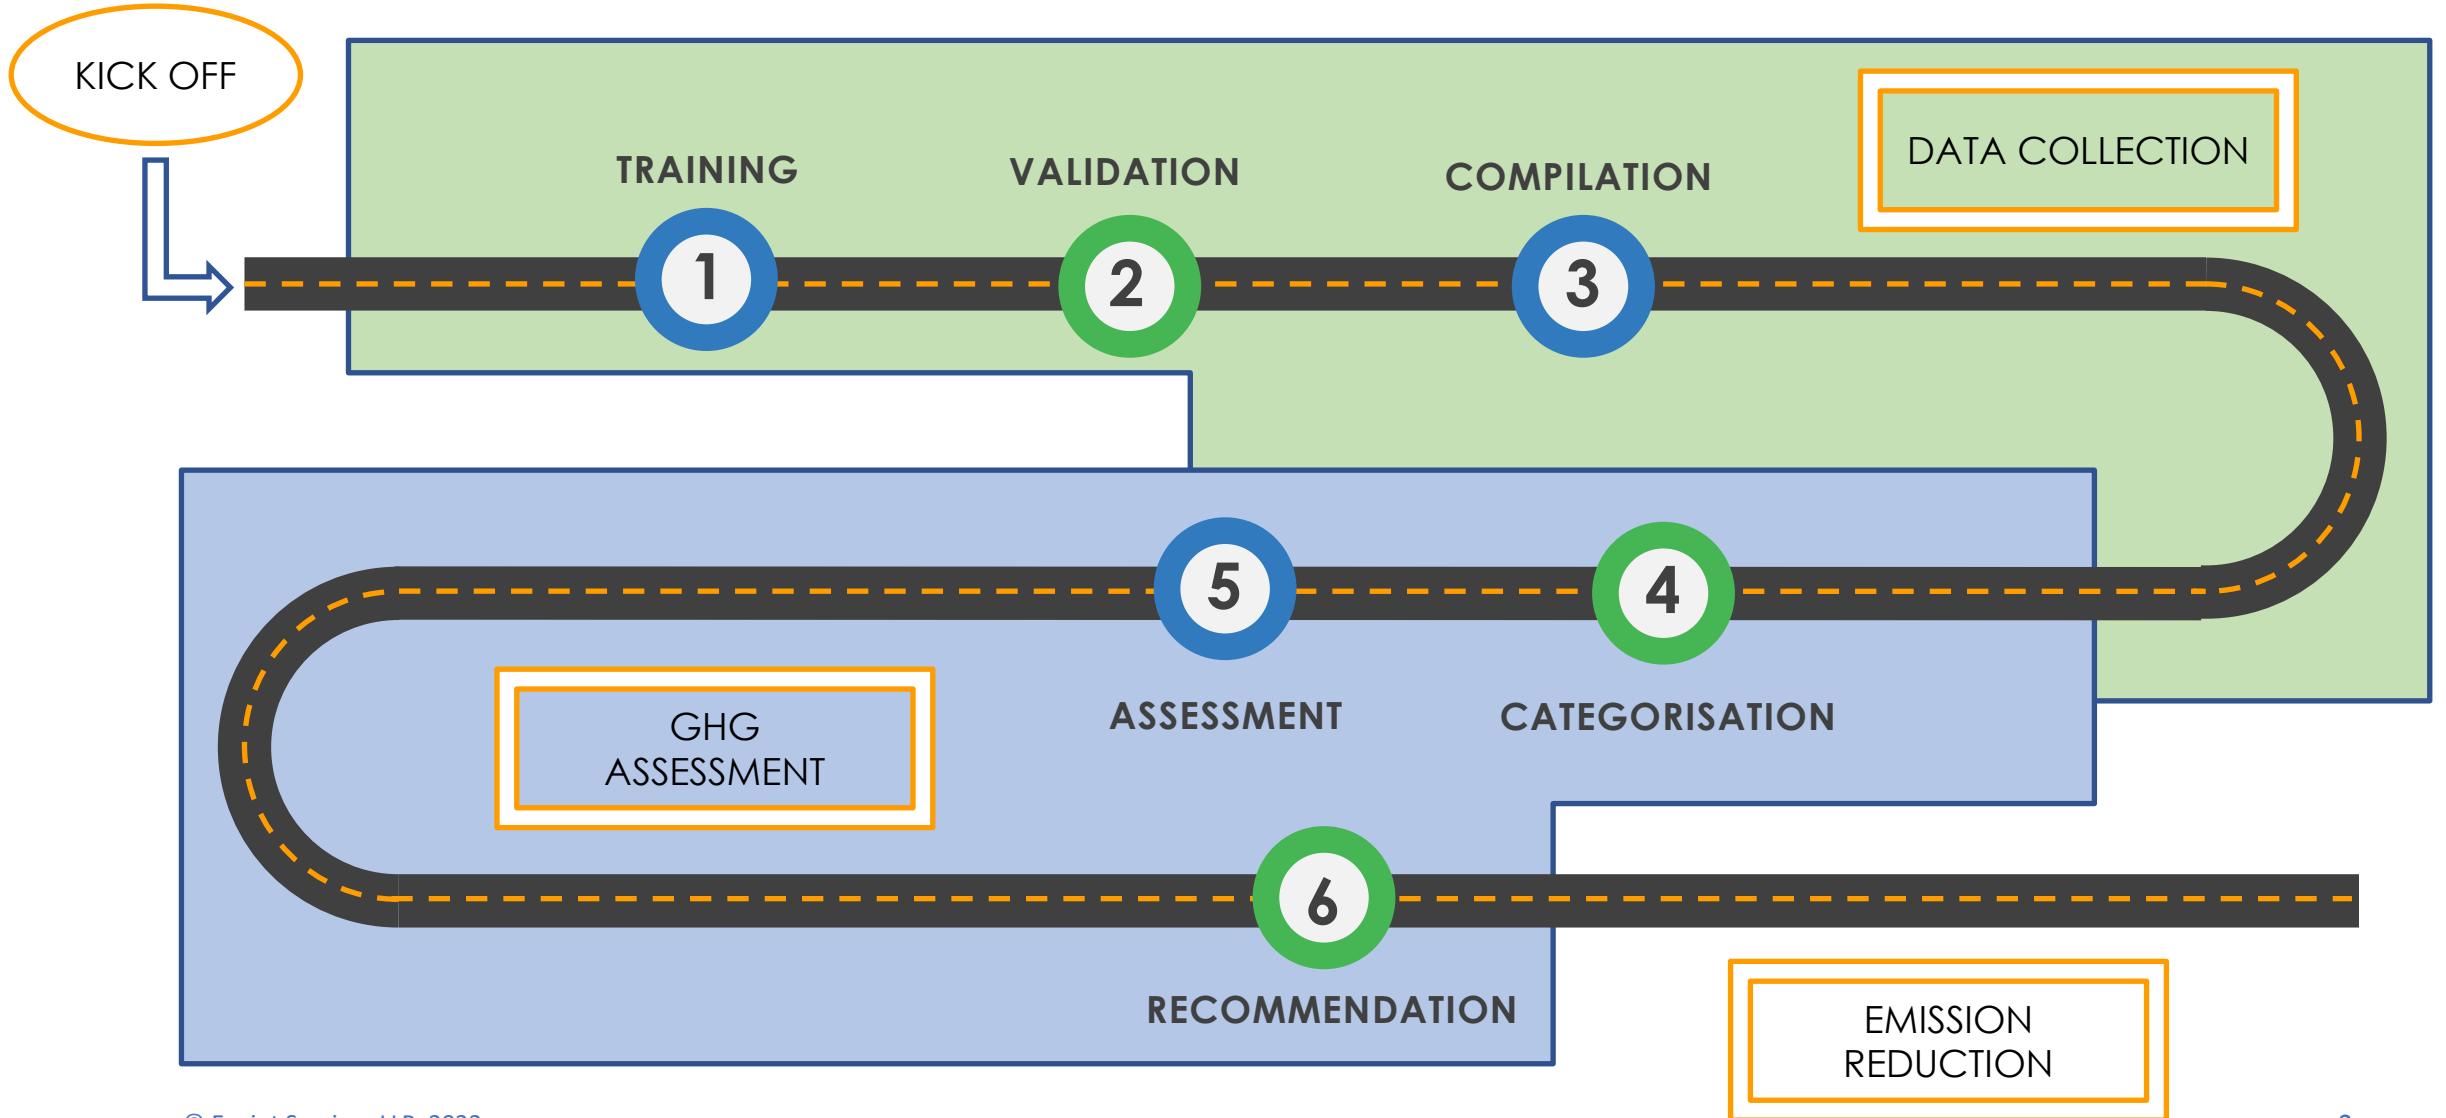 KICK OFF
DATA COLLECTION
TRAINING
VALIDATION
COMPILATION
1
2
3
5
4
ASSESSMENT
CATEGORISATION
GHG
ASSESSMENT
6
RECOMMENDATION
EMISSION
REDUCTION